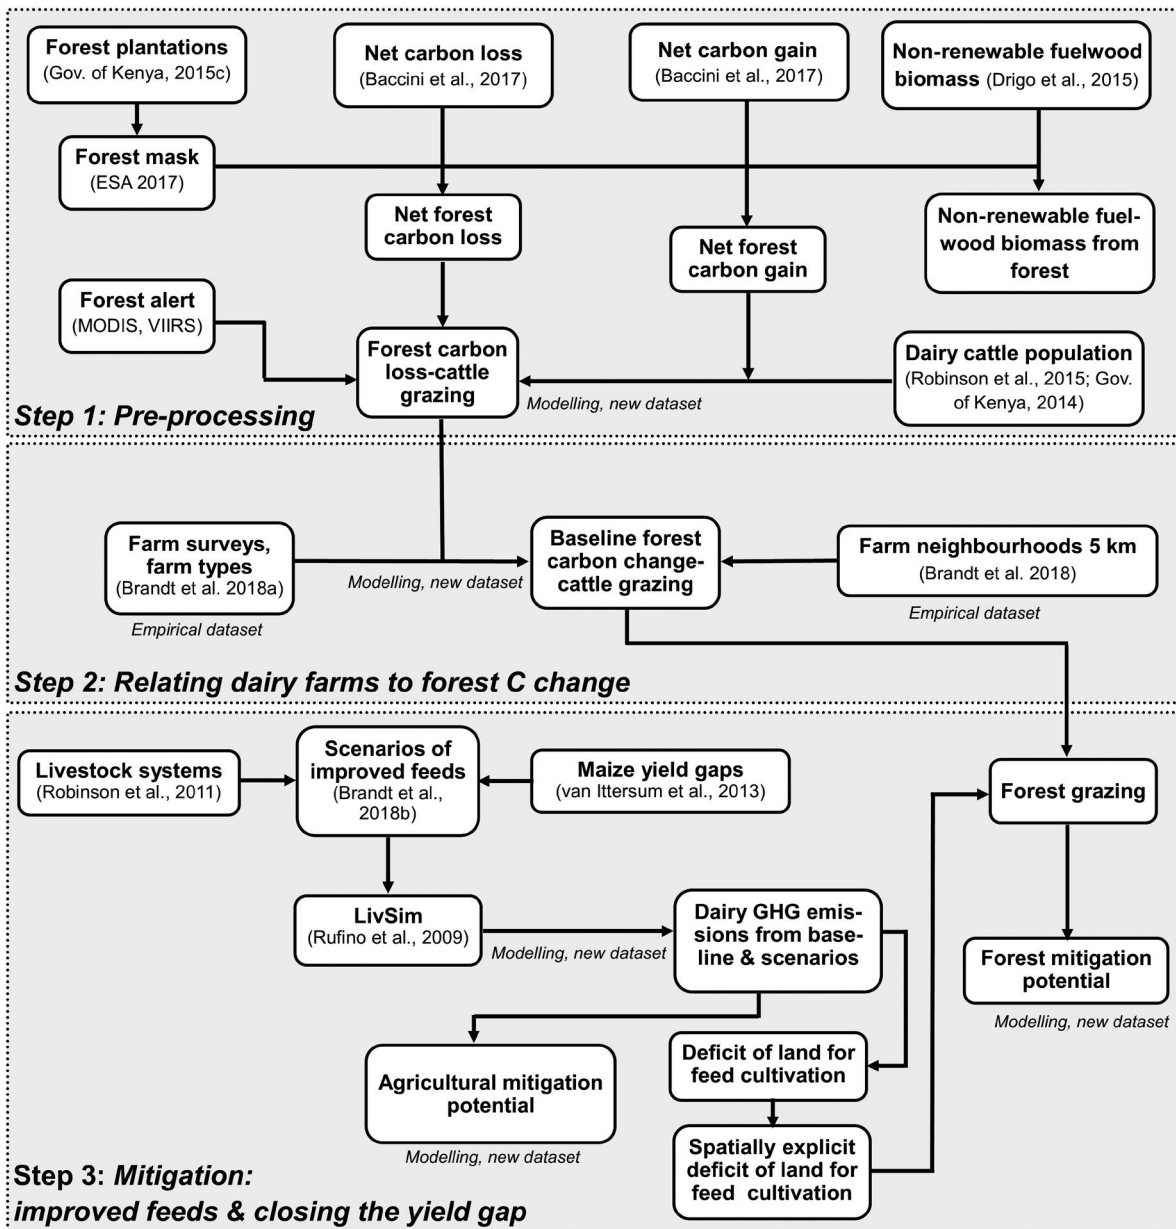 Forest plantations
(Gov. of Kenya, 2015c)
Net carbon loss
(Baccini et al., 2017)
Net carbon gain
(Baccini et al., 2017)
Non-renewable fuelwood
biomass (Drigo et al., 2015)
Forest mask
(ESA 2017)
Net forest
carbon loss
Net forest
carbon gain
Non-renewable fuel-
wood biomass from
forest
Forest alert
(MODIS, VIIRS)
Forest carbon
loss-cattle
grazing
Modelling, new dataset
Dairy cattle population
(Robinson et al., 2015; Gov.
of Kenya, 2014)
Step 1: Pre-processing
Farm surveys,
farm types
(Brandt et al. 2018a)
Empirical dataset
Modelling, new dataset
Baseline forest
carbon change-
cattle grazing
Farm neighbourhoods 5 km
(Brandt et al. 2018)
Empirical dataset
Step 2: Relating dairy farms to forest C change
Livestock systems
(Robinson et al., 2011)
Scenarios of
improved feeds
(Brandt et al.,
2018b)
Maize yield gaps
(van Ittersum et al., 2013)
Forest grazing
LivSim
(Rufino et al., 2009)
Modelling, new dataset
Dairy GHG emis-
sions from base-
line & scenarios
Forest mitigation
potential
Modelling, new dataset
Agricultural mitigation
potential
Modelling, new dataset
Deficit of land for
feed cultivation
Spatially explicit
deficit of land for
feed cultivation
Step 3: Mitigation:
improved feeds & closing the yield gap